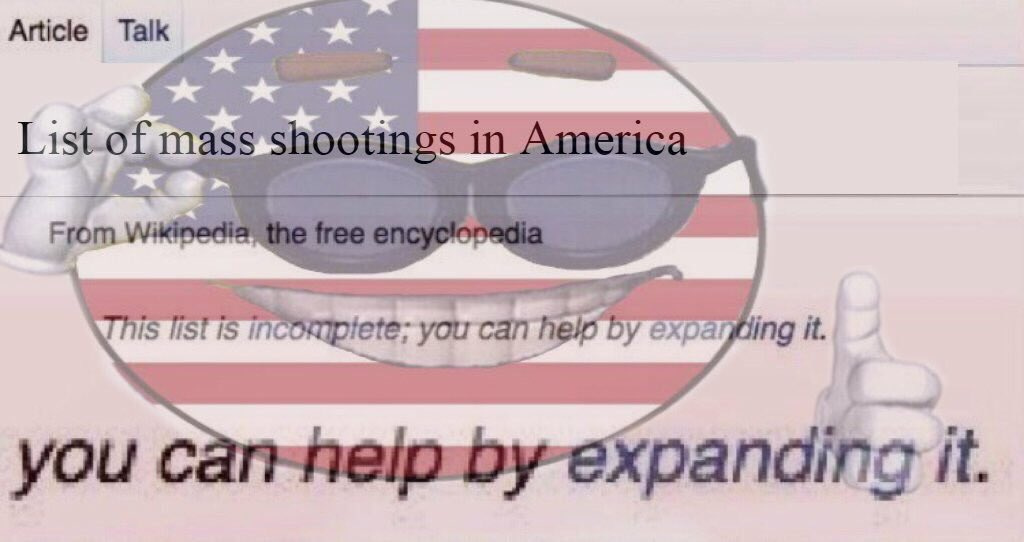 Article Talk
List of mass shootings in America
From Wikipedia, the free encyclopedia
This list is incomplete; you can help by expanding it.
you can help by expanding it.